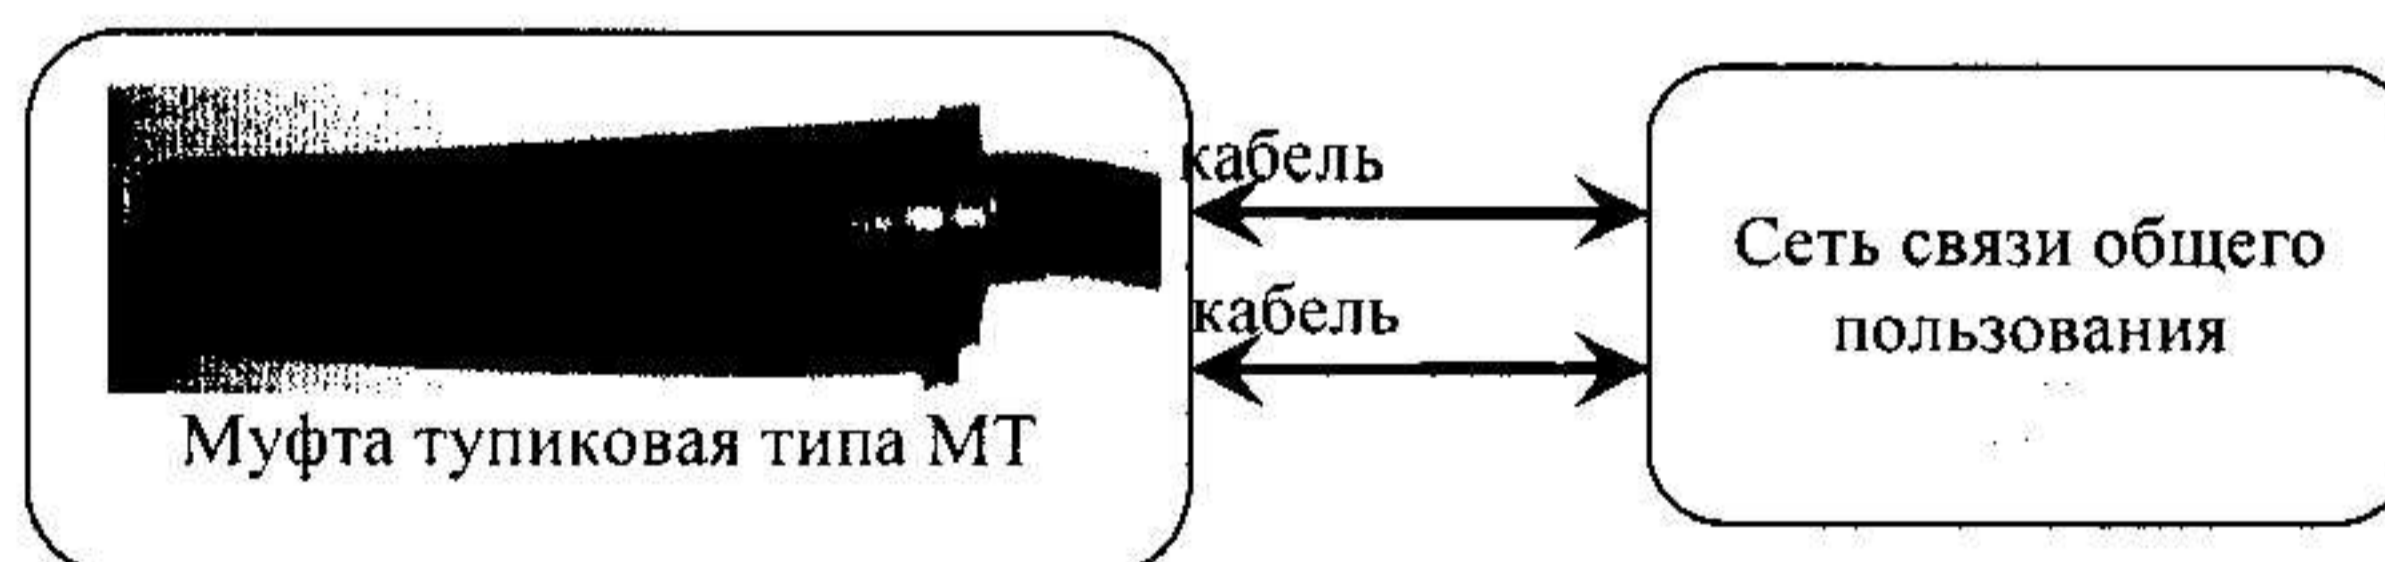 кабель
кабель
Муфта тупиковая типа МТ
Сеть связи общего
пользования